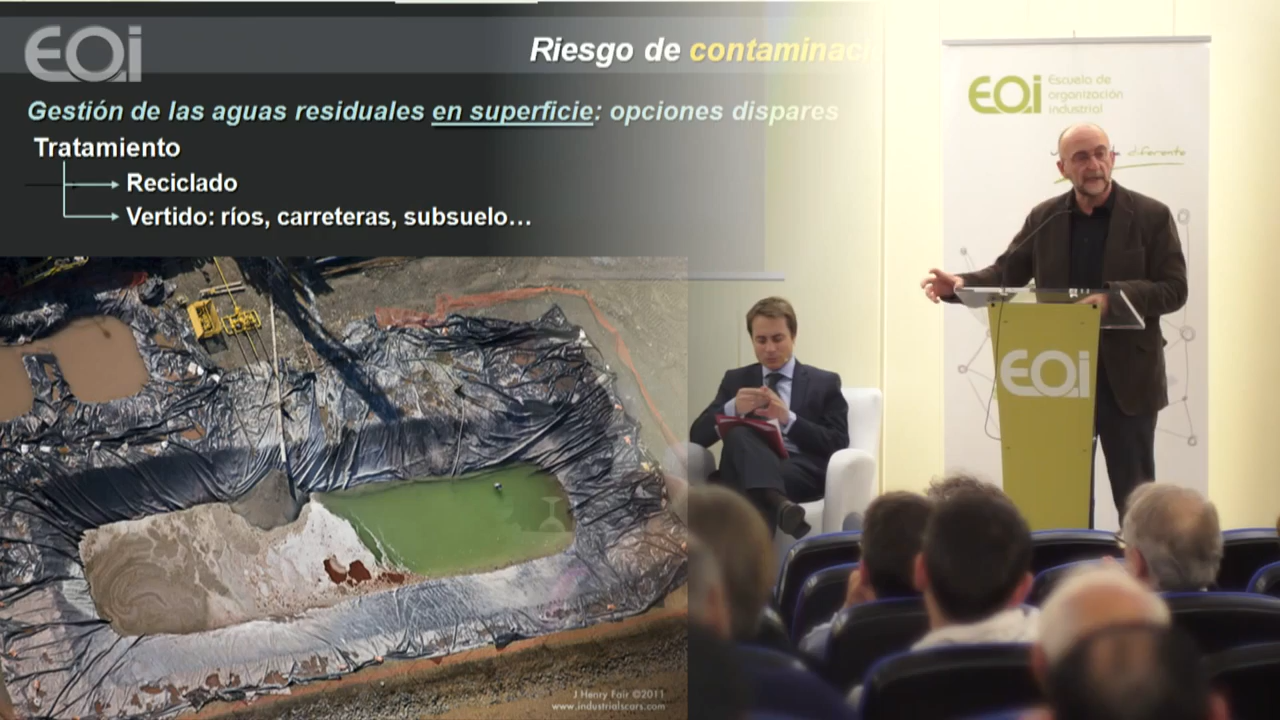 EOi
Riesgo de contaminaci
Gestión de las aguas residuales en superficie: opciones dispares
Tratamiento
Reciclado
Vertido: ríos, carreteras, subsuelo…
EOi
Escuela de
organización
industrial
diferente
EOi
J Henry Fair ©2011
www.industrialscars.com